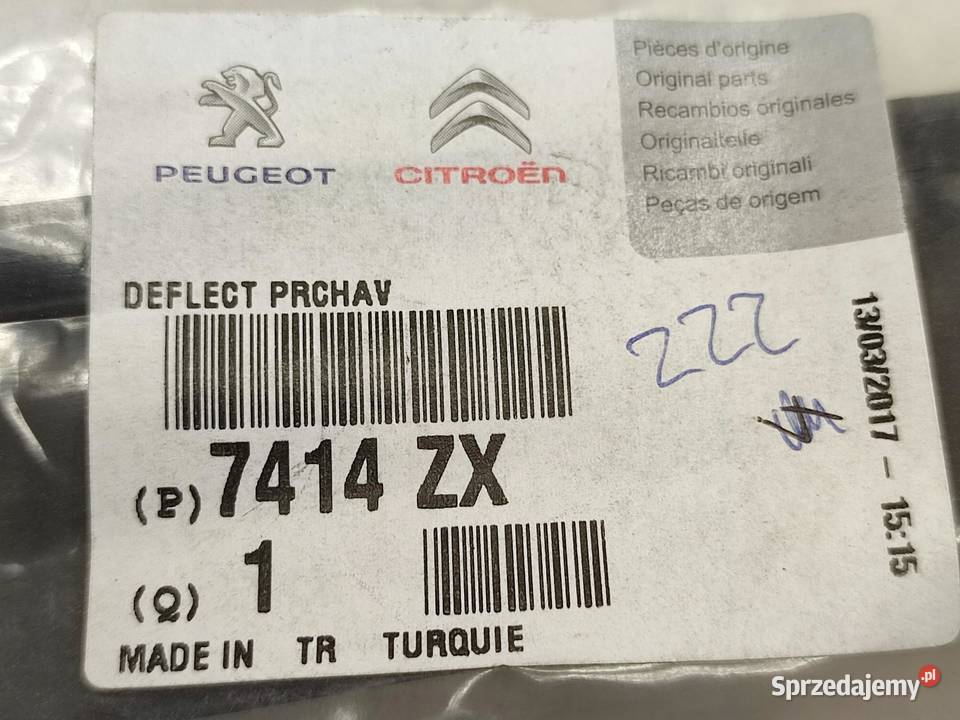 PEUGEOT
CITROËN
Pièces d'origine
Original parts
Recambios originales
Originalteile
Ricambi originali
Peças de origem
DEFLECT PRCHAV
222
(P) 7414 ZX
(Q) 1
MADE IN TR TURQUIE
13/03/2017 - 15:15
Sprzedajemy.pl